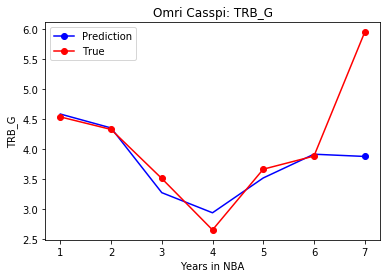 Omri Casspi: TRB_G
Prediction
True
6.0
5.5
5.0
4.5
4.0
3.5
3.0
2.5
TRB_G
1 2 3 4 5 6 7
Years in NBA